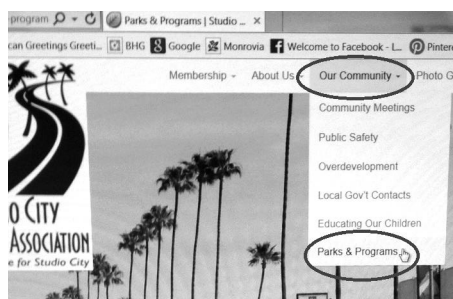 -program
Parks & Programs | Studio ...
can Greetings Greeti...
BHG
Google
Monrovia
Welcome to Facebook - L...
Pinter
Membership
About Us
Our Community
Photo G
Community Meetings
Public Safety
Overdevelopment
Local Gov't Contacts
Educating Our Children
Parks & Programs
O CITY
ASSOCIATION
e for Studio City